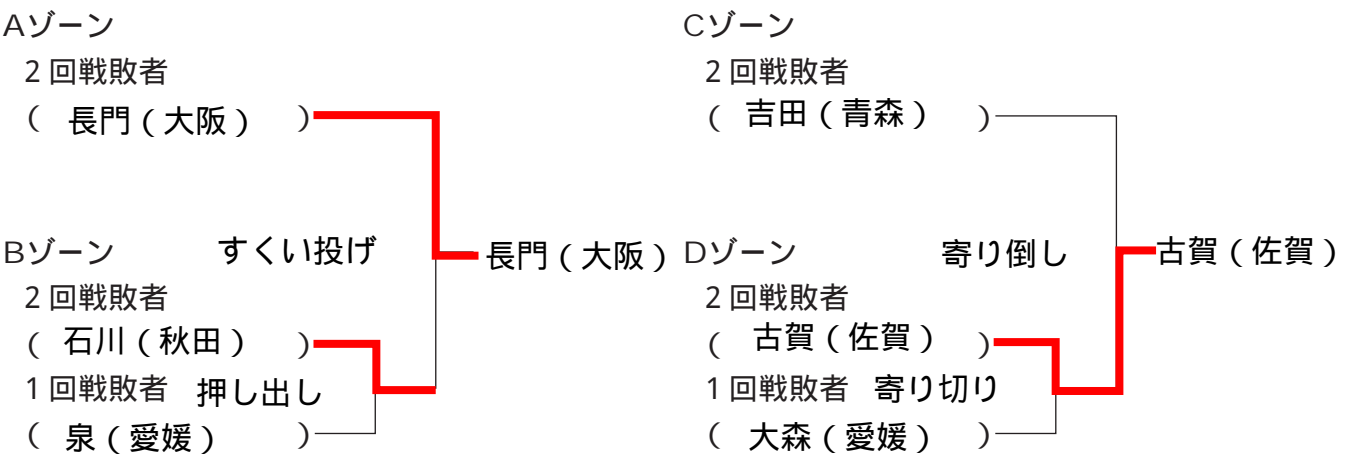 Aゾーン
2回戦敗者
( 長門(大阪) )
Bゾーン すくい投げ 長門(大阪)
2回戦敗者
( 石川(秋田) )
1回戦敗者 押し出し
( 泉(愛媛) )
Cゾーン
2回戦敗者
( 吉田(青森) )
Dゾーン 寄り倒し 古賀(佐賀)
2回戦敗者
( 古賀(佐賀) )
1回戦敗者 寄り切り
( 大森(愛媛) )